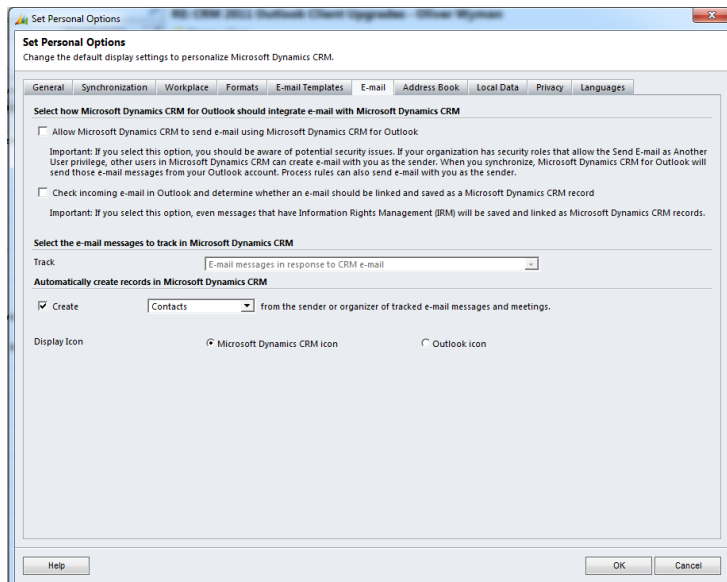 Set Personal Options
RE-CRM 2011 Outlook Client Upgrades - Oliver Wyman
Set Personal Options
Change the default display settings to personalize Microsoft Dynamics CRM.
General Synchronization Workplace Formats E-mail Templates E-mail Address Book Local Data Privacy Languages
Select how Microsoft Dynamics CRM for Outlook should integrate e-mail with Microsoft Dynamics CRM
Allow Microsoft Dynamics CRM to send e-mail using Microsoft Dynamics CRM for Outlook
Important: If you select this option, you should be aware of potential security issues. If your organization has security roles that allow the Send E-mail as Another
User privilege, other users in Microsoft Dynamics CRM can create e-mail with you as the sender. When you synchronize, Microsoft Dynamics CRM for Outlook will
send those e-mail messages from your Outlook account. Process rules can also send e-mail with you as the sender.
Check incoming e-mail in Outlook and determine whether an e-mail should be linked and saved as a Microsoft Dynamics CRM record
Important: If you select this option, even messages that have Information Rights Management (IRM) will be saved and linked as Microsoft Dynamics CRM records.
Select the e-mail messages to track in Microsoft Dynamics CRM
Track E-mail messages in response to CRM e-mail
Automatically create records in Microsoft Dynamics CRM
Create Contacts from the sender or organizer of tracked e-mail messages and meetings.
Display Icon Microsoft Dynamics CRM icon Outlook icon
Help OK Cancel